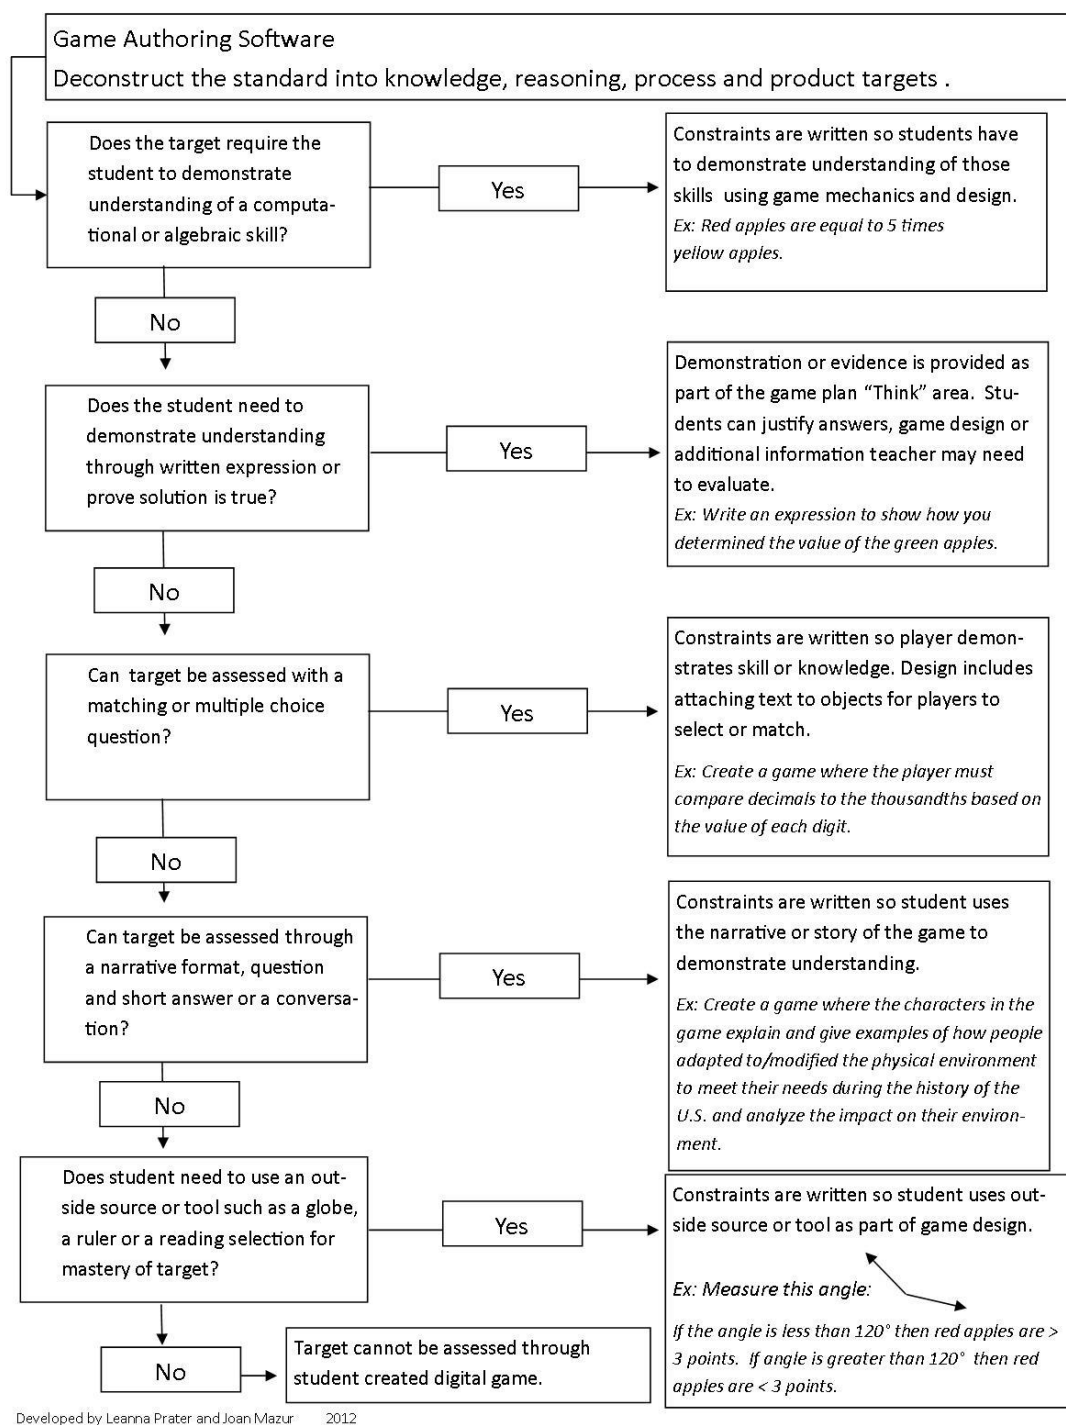 Game Authoring Software
Deconstruct the standard into knowledge, reasoning, process and product targets .
Does the target require the
student to demonstrate
understanding of a computa-
tional or algebraic skill?
Yes
Constraints are written so students have
to demonstrate understanding of those
skills using game mechanics and design.
Ex: Red apples are equal to 5 times
yellow apples.
No
Does the student need to
demonstrate understanding
through written expression or
prove solution is true?
Yes
Demonstration or evidence is provided as
part of the game plan “Think” area. Stu-
dents can justify answers, game design or
additional information teacher may need
to evaluate.
Ex: Write an expression to show how you
determined the value of the green apples.
No
Can target be assessed with a
matching or multiple choice
question?
Yes
Constraints are written so player demon-
strates skill or knowledge. Design includes
attaching text to objects for players to
select or match.
Ex: Create a game where the player must
compare decimals to the thousandths based on
the value of each digit.
No
Can target be assessed through
a narrative format, question
and short answer or a conversa-
tion?
Yes
Constraints are written so student uses
the narrative or story of the game to
demonstrate understanding.
Ex: Create a game where the characters in the
game explain and give examples of how people
adapted to/modified the physical environment
to meet their needs during the history of the
U.S. and analyze the impact on their environ-
ment.
No
Does student need to use an out-
side source or tool such as a globe,
a ruler or a reading selection for
mastery of target?
Yes
Constraints are written so student uses out-
side source or tool as part of game design.
Ex: Measure this angle:
If the angle is less than 120° then red apples are >
3 points. If angle is greater than 120° then red
apples are < 3 points.
No
Target cannot be assessed through
student created digital game.
Developed by Leanna Prater and Joan Mazur 2012